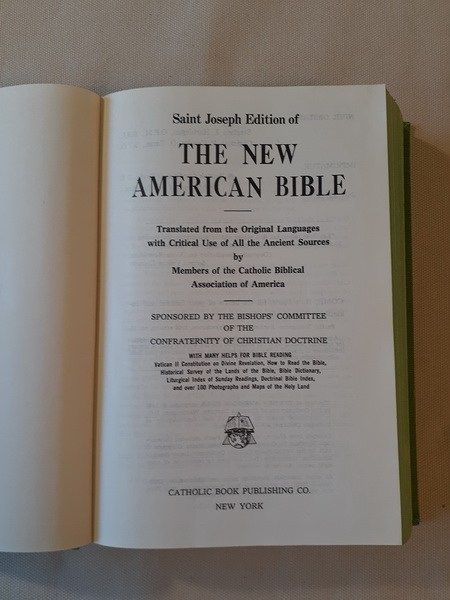 Saint Joseph Edition of
THE NEW
AMERICAN BIBLE
Translated from the Original Languages
with Critical Use of All the Ancient Sources
by
Members of the Catholic Biblical
Association of America
SPONSORED BY THE BISHOPS' COMMITTEE
OF THE
CONFRATERNITY OF CHRISTIAN DOCTRINE
WITH MANY HELPS FOR BIBLE READING
Vatican II Constitution on Divine Revelation, How to Read the Bible,
Historical Survey of the Lands of the Bible, Bible Dictionary,
Liturgical Index of Sunday Readings, Doctrinal Bible Index,
and over 100 Photographs and Maps of the Holy Land
CATHOLIC BOOK PUBLISHING CO.
NEW YORK